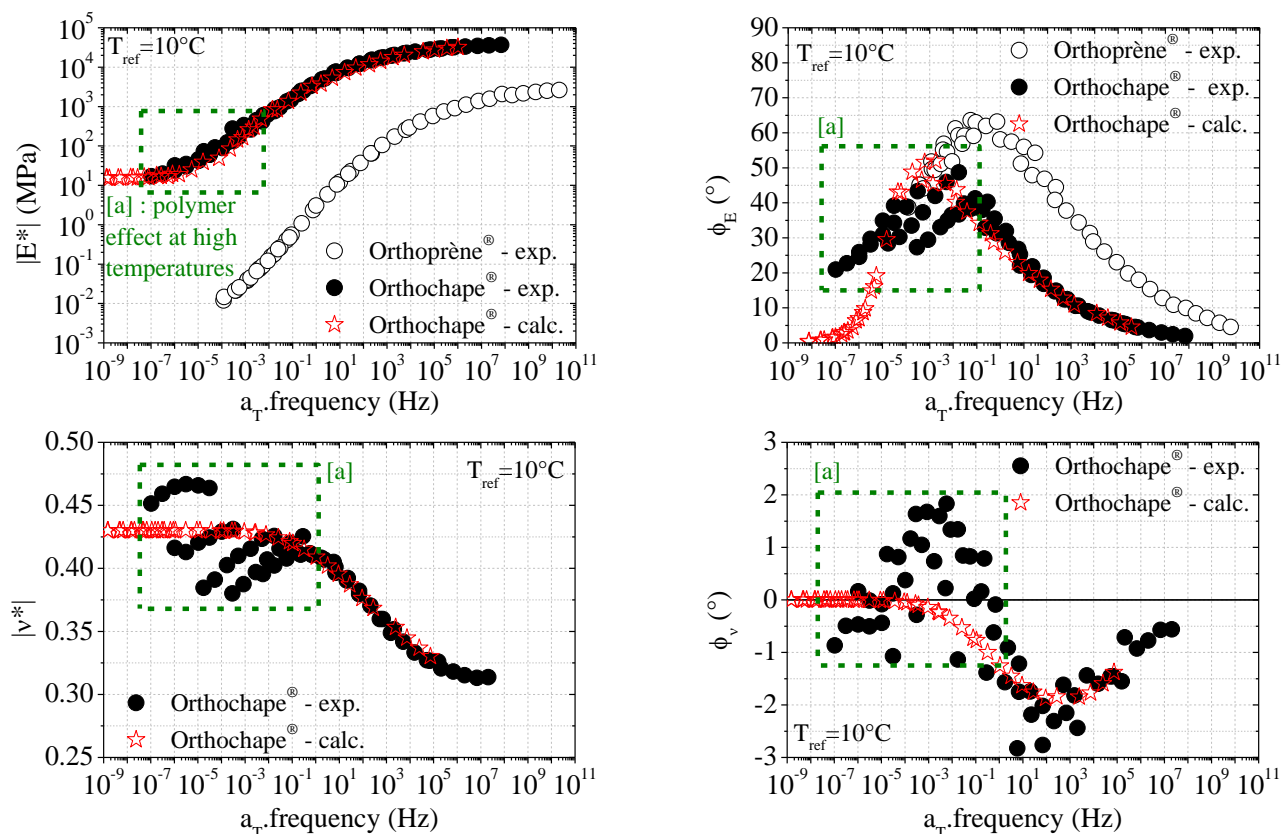 T_ref=10°C
|E*| (MPa)
10^5
10^4
10^3
10^2
10^1
10^0
10^-1
10^-2
10^-3
[a] : polymer
effect at high
temperatures
Orthoprène® - exp.
Orthochape® - exp.
Orthochape® - calc.
10^-9 10^-7 10^-5 10^-3 10^-1 10^1 10^3 10^5 10^7 10^9 10^11
a_T.frequency (Hz)
T_ref=10°C
Orthoprène® - exp.
Orthochape® - exp.
Orthochape® - calc.
[a]
ϕ_E (°)
90
80
70
60
50
40
30
20
10
0
10^-9 10^-7 10^-5 10^-3 10^-1 10^1 10^3 10^5 10^7 10^9 10^11
a_T.frequency (Hz)
|ν*|
0.50
0.45
0.40
0.35
0.30
0.25
[a]
T_ref=10°C
Orthochape® - exp.
Orthochape® - calc.
10^-9 10^-7 10^-5 10^-3 10^-1 10^1 10^3 10^5 10^7 10^9 10^11
a_T.frequency (Hz)
ϕ_ν (°)
3
2
1
0
-1
-2
-3
[a]
Orthochape® - exp.
Orthochape® - calc.
T_ref=10°C
10^-9 10^-7 10^-5 10^-3 10^-1 10^1 10^3 10^5 10^7 10^9 10^11
a_T.frequency (Hz)